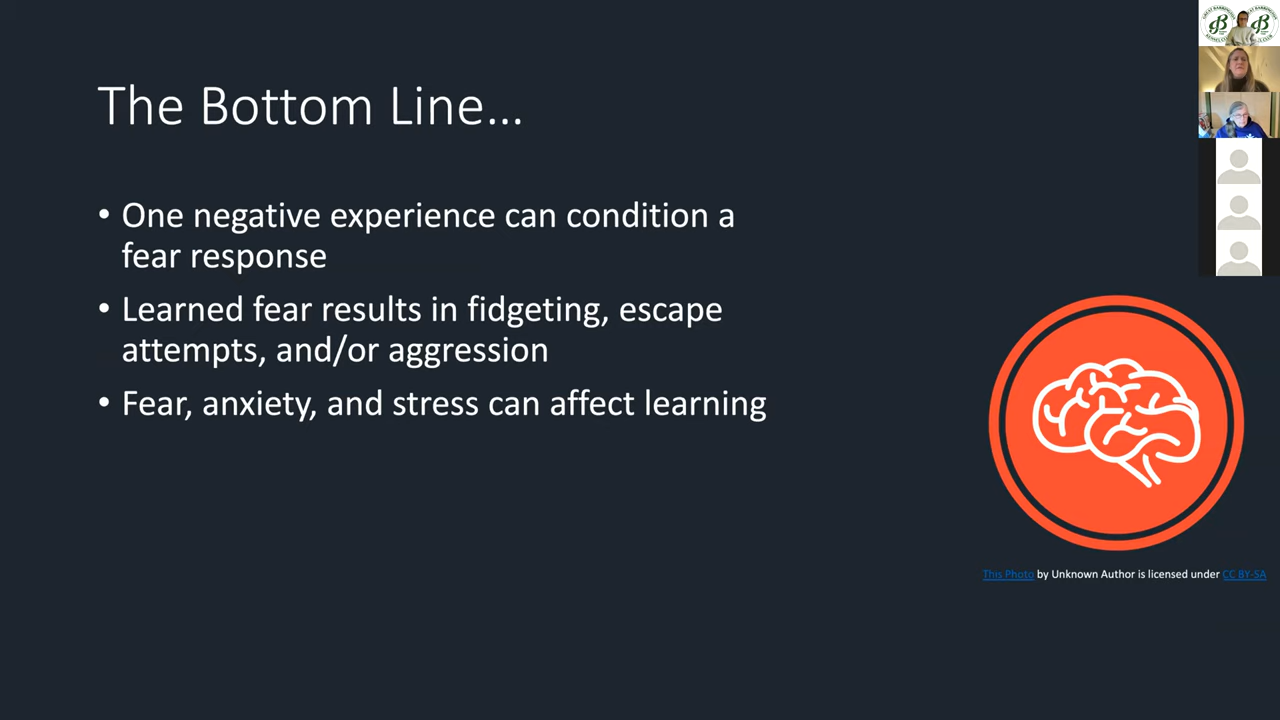 The Bottom Line...
• One negative experience can condition a
fear response
• Learned fear results in fidgeting, escape
attempts, and/or aggression
• Fear, anxiety, and stress can affect learning
This Photo by Unknown Author is licensed under CC BY-SA